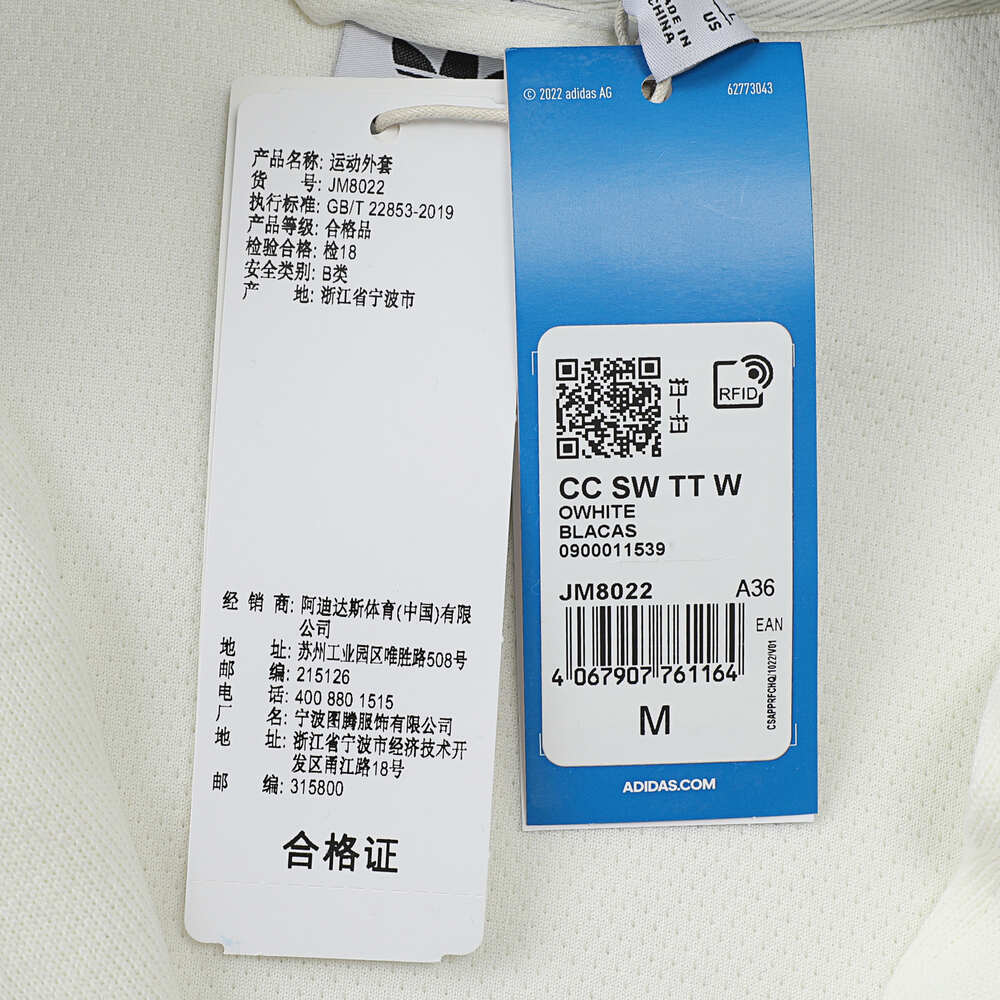 产品名称: 运动外套
货 号: JM8022
执行标准: GB/T 22853-2019
产品等级: 合格品
检验合格: 检18
安全类别: B类
产 地: 浙江省宁波市
经 销 商: 阿迪达斯体育(中国)有限
公司
地 址: 苏州工业园区唯胜路508号
邮 编: 215126
电 话: 400 880 1515
厂 名: 宁波图腾服饰有限公司
地 址: 浙江省宁波市经济技术开
发区甬江路18号
邮 编: 315800
合格证
MADE IN
CHINA
US
© 2022 adidas AG
62773043
扫一扫
RFID
CC SW TT W
OWHITE
BLACAS
0900011539
JM8022 A36
EAN
4 067907 761164
CSAPPRFCHQ/1022/V01
M
ADIDAS.COM